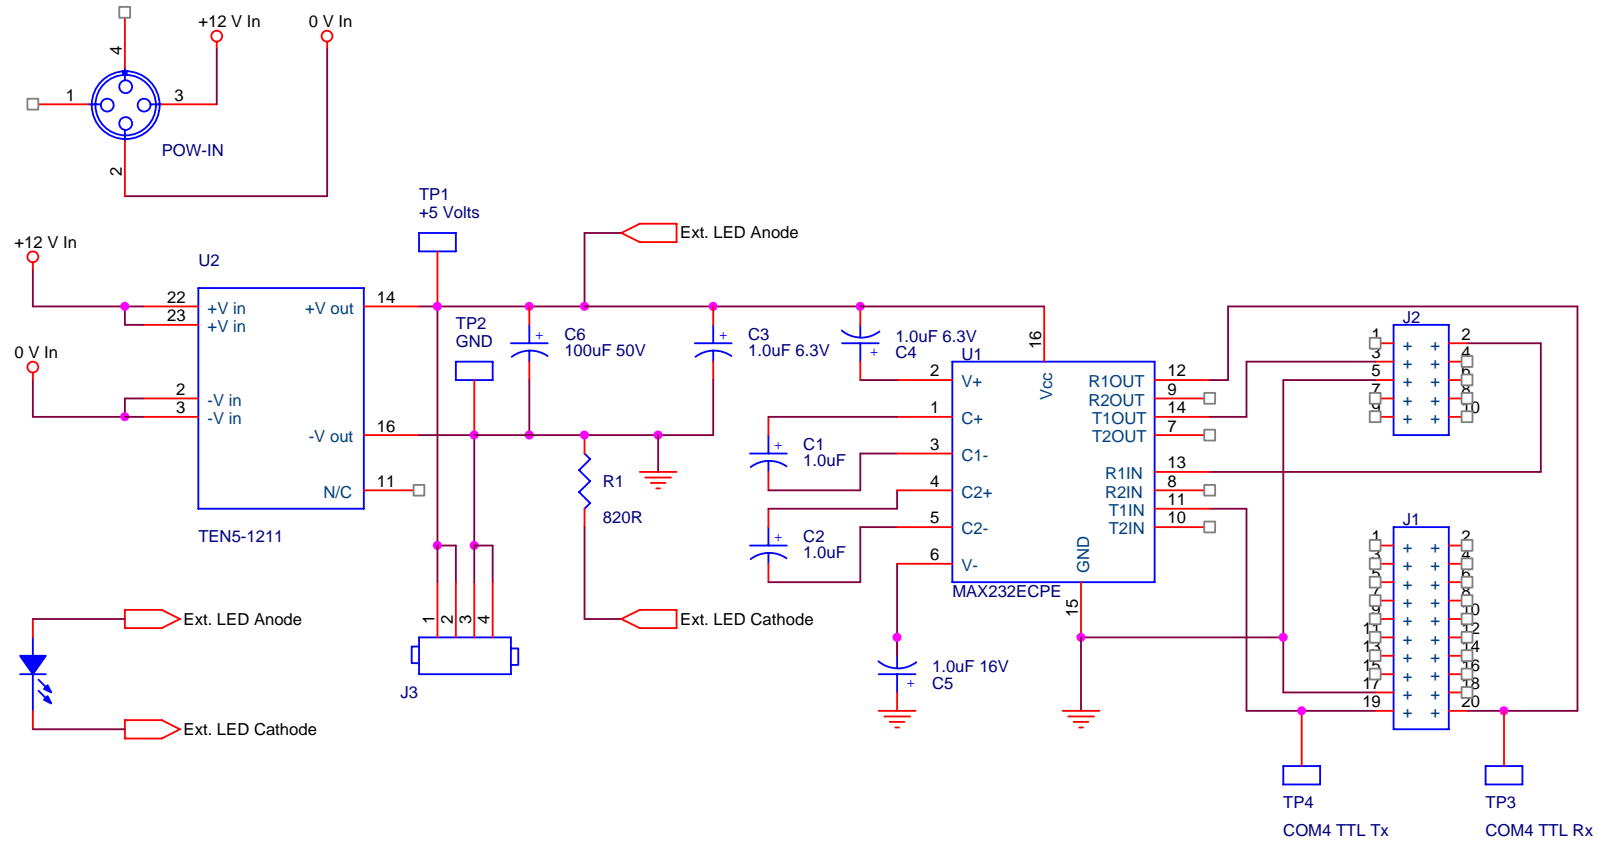 +12 V In
0 V In
4
1
3
2
POW-IN
TP1
+5 Volts
Ext. LED Anode
+12 V In
U2
22
+V in
23
+V in
+V out
14
0 V In
2
-V in
3
-V in
-V out
16
N/C
11
TEN5-1211
TP2
GND
+
C6
100uF 50V
+
C3
1.0uF 6.3V
+
1.0uF 6.3V
C4
R1
820R
+
C1
1.0uF
+
C2
1.0uF
U1
16
Vcc
2
V+
1
C+
3
C1-
4
C2+
5
C2-
6
V-
R1OUT
12
R2OUT
9
T1OUT
14
T2OUT
7
R1IN
13
R2IN
8
T1IN
11
T2IN
10
GND
15
MAX232ECPE
+
1.0uF 16V
C5
Ext. LED Anode
Ext. LED Cathode
Ext. LED Cathode
1
2
3
4
J3
J2
1
+
+
2
3
+
+
4
5
+
+
6
7
+
+
8
9
+
+
10
J1
1
+
+
2
3
+
+
4
5
+
+
6
7
+
+
8
9
+
+
10
11
+
+
12
13
+
+
14
15
+
+
16
17
+
+
18
19
+
+
20
TP4
COM4 TTL Tx
TP3
COM4 TTL Rx